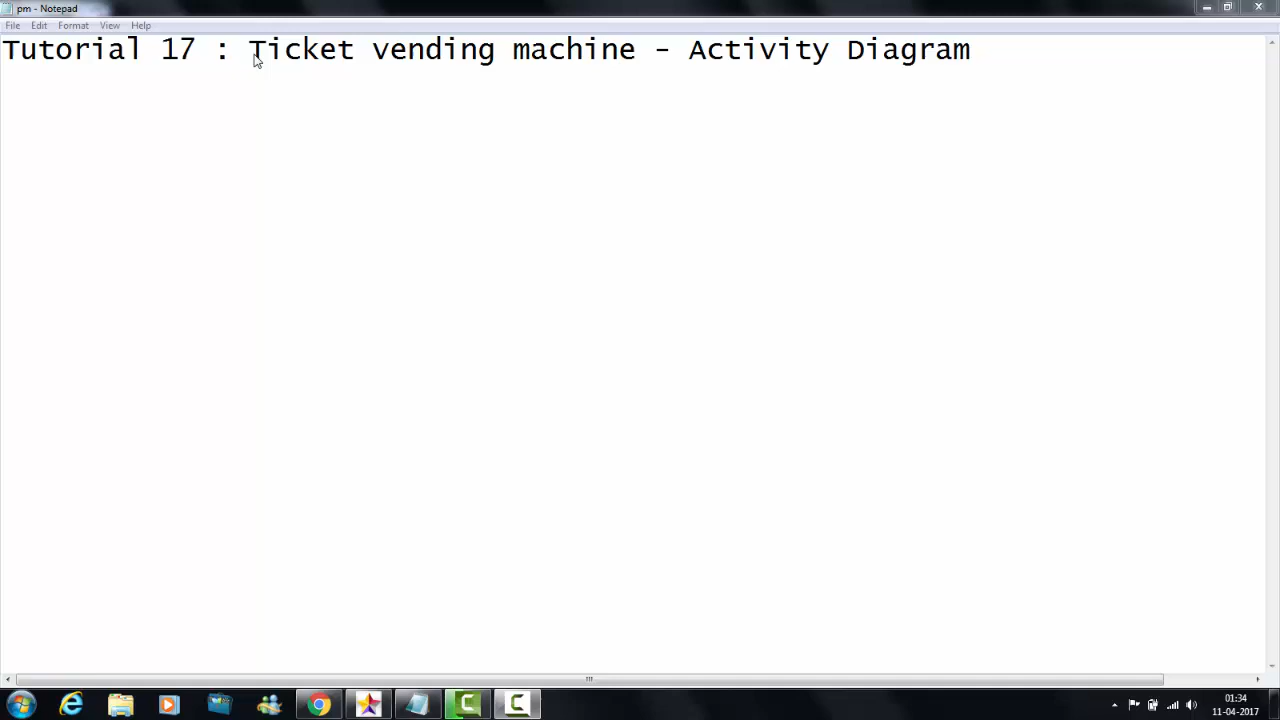 pm - Notepad
File Edit Format View Help
Tutorial 17 : Ticket vending machine - Activity Diagram
01:34
11-04-2017